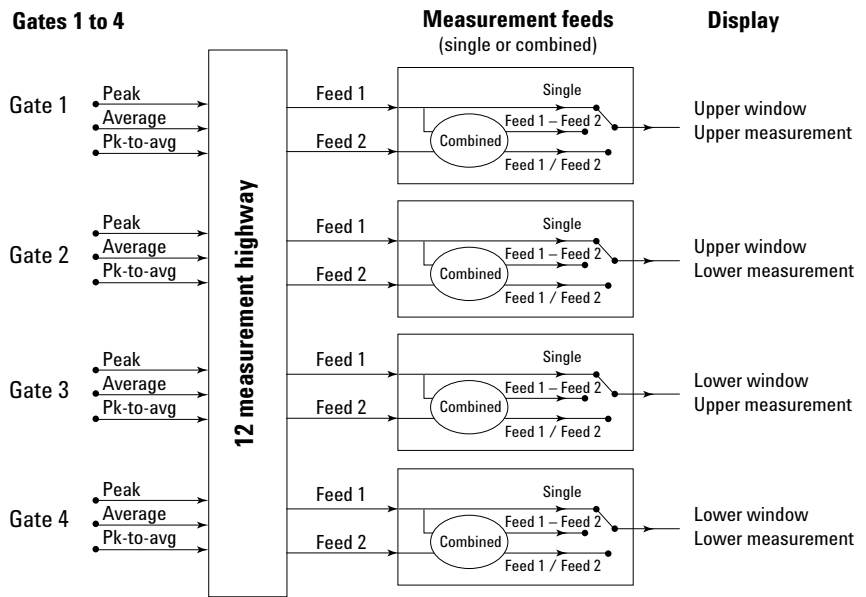 Gates 1 to 4
Measurement feeds
(single or combined)
Display
12 measurement highway
Gate 1
Peak
Average
Pk-to-avg
Feed 1
Feed 2
Single
Feed 1 – Feed 2
Combined
Feed 1 / Feed 2
Upper window
Upper measurement
Gate 2
Peak
Average
Pk-to-avg
Feed 1
Feed 2
Single
Feed 1 – Feed 2
Combined
Feed 1 / Feed 2
Upper window
Lower measurement
Gate 3
Peak
Average
Pk-to-avg
Feed 1
Feed 2
Single
Feed 1 – Feed 2
Combined
Feed 1 / Feed 2
Lower window
Upper measurement
Gate 4
Peak
Average
Pk-to-avg
Feed 1
Feed 2
Single
Feed 1 – Feed 2
Combined
Feed 1 / Feed 2
Lower window
Lower measurement